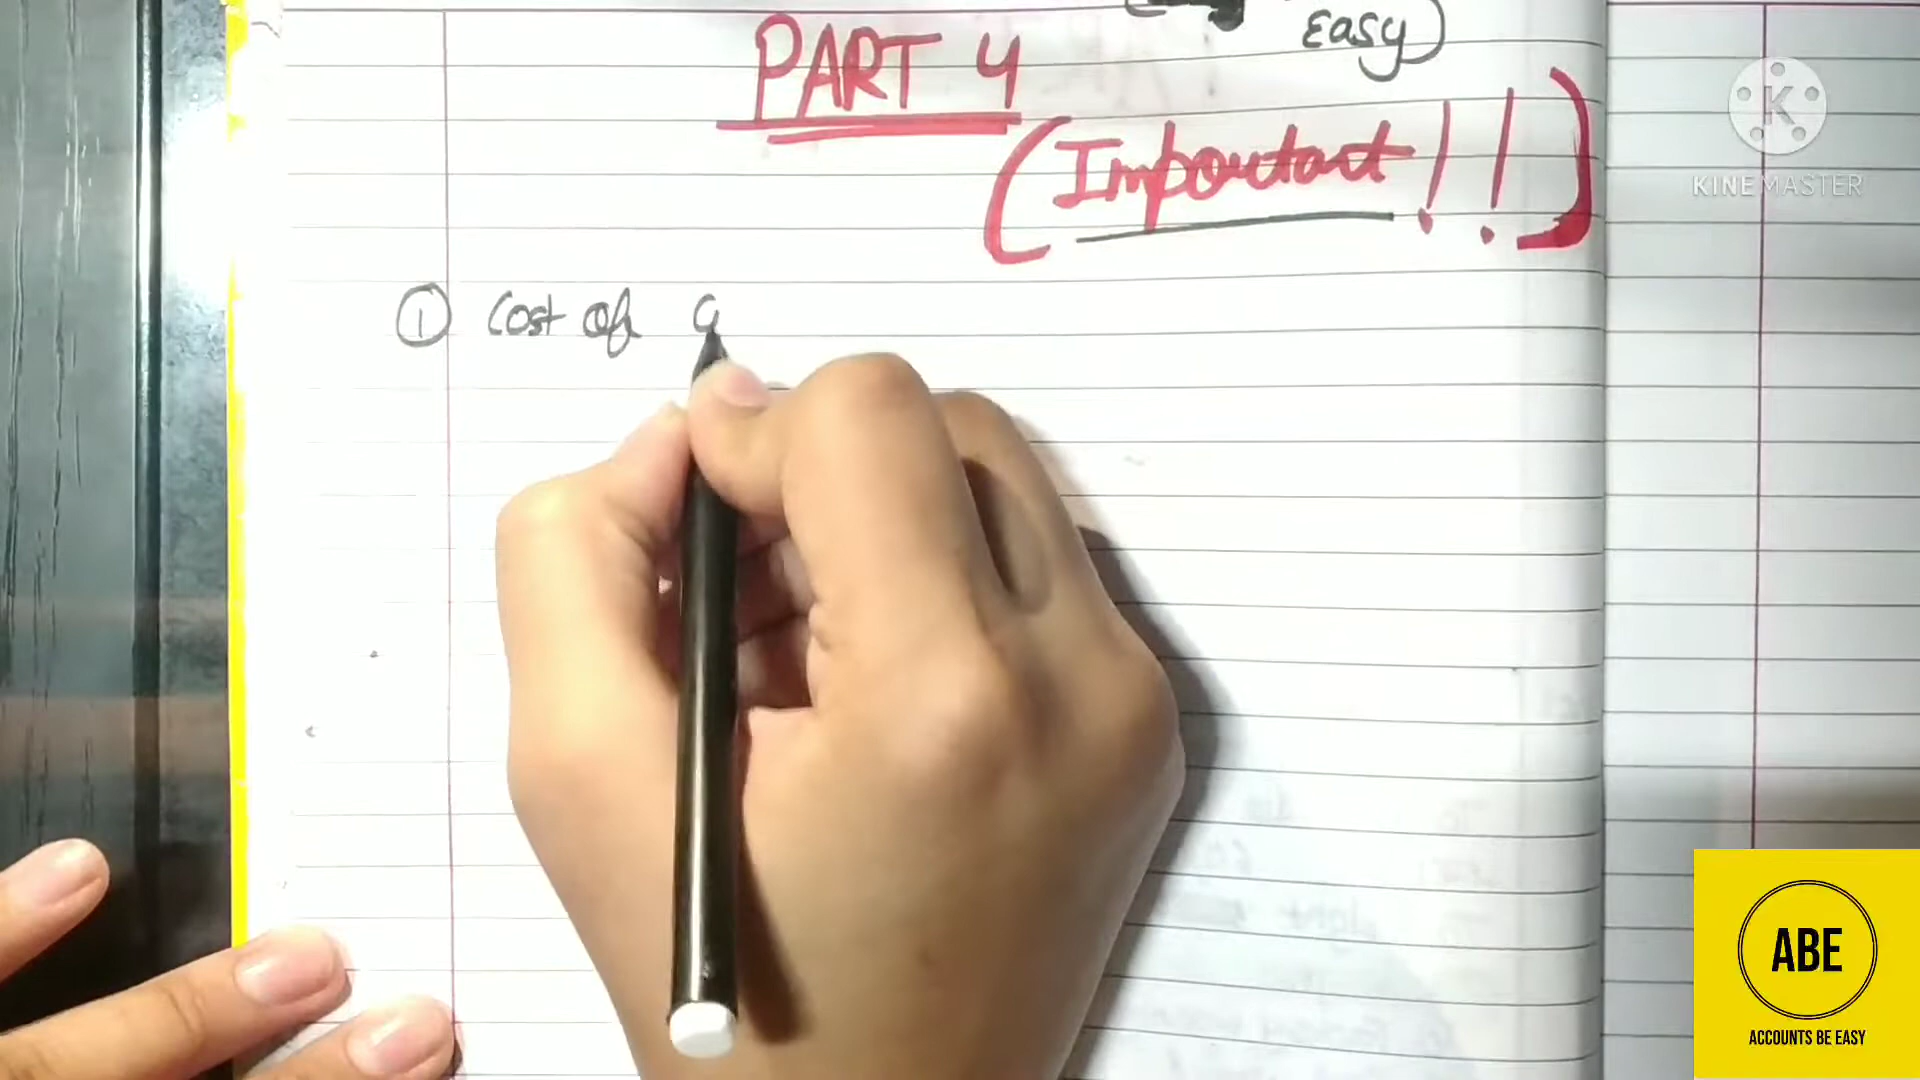 easy)
PART 4
(Important!!)
① Cost of G
KINEMASTER
ABE
ACCOUNTS BE EASY